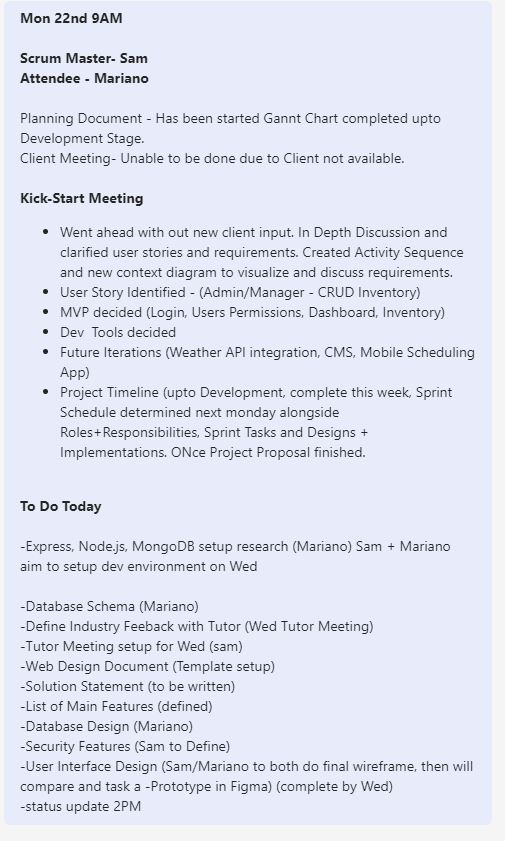 Mon 22nd 9AM
Scrum Master- Sam
Attendee - Mariano
Planning Document - Has been started Gannt Chart completed upto
Development Stage.
Client Meeting- Unable to be done due to Client not available.
Kick-Start Meeting
• Went ahead with out new client input. In Depth Discussion and
clarified user stories and requirements. Created Activity Sequence
and new context diagram to visualize and discuss requirements.
• User Story Identified - (Admin/Manager - CRUD Inventory)
• MVP decided (Login, Users Permissions, Dashboard, Inventory)
• Dev  Tools decided
• Future Iterations (Weather API integration, CMS, Mobile Scheduling
App)
• Project Timeline (upto Development, complete this week, Sprint
Schedule determined next monday alongside
Roles+Responsibilities, Sprint Tasks and Designs +
Implementations. ONce Project Proposal finished.
To Do Today
-Express, Node.js, MongoDB setup research (Mariano) Sam + Mariano
aim to setup dev environment on Wed
-Database Schema (Mariano)
-Define Industry Feeback with Tutor (Wed Tutor Meeting)
-Tutor Meeting setup for Wed (sam)
-Web Design Document (Template setup)
-Solution Statement (to be written)
-List of Main Features (defined)
-Database Design (Mariano)
-Security Features (Sam to Define)
-User Interface Design (Sam/Mariano to both do final wireframe, then will
compare and task a -Prototype in Figma) (complete by Wed)
-status update 2PM